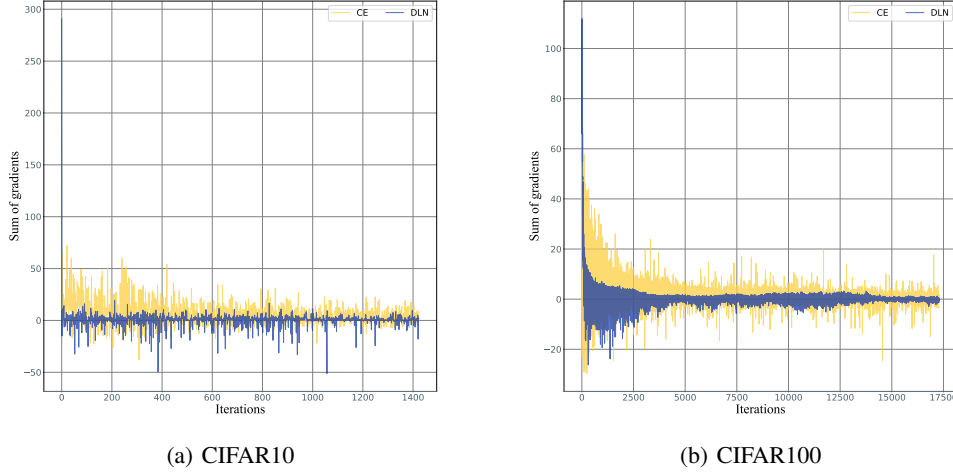 CE DLN
300
250
200
150
100
50
0
−50
Sum of gradients
0 200 400 600 800 1000 1200 1400
Iterations
(a) CIFAR10
CE DLN
100
80
60
40
20
0
−20
Sum of gradients
0 2500 5000 7500 10000 12500 15000 17500
Iterations
(b) CIFAR100